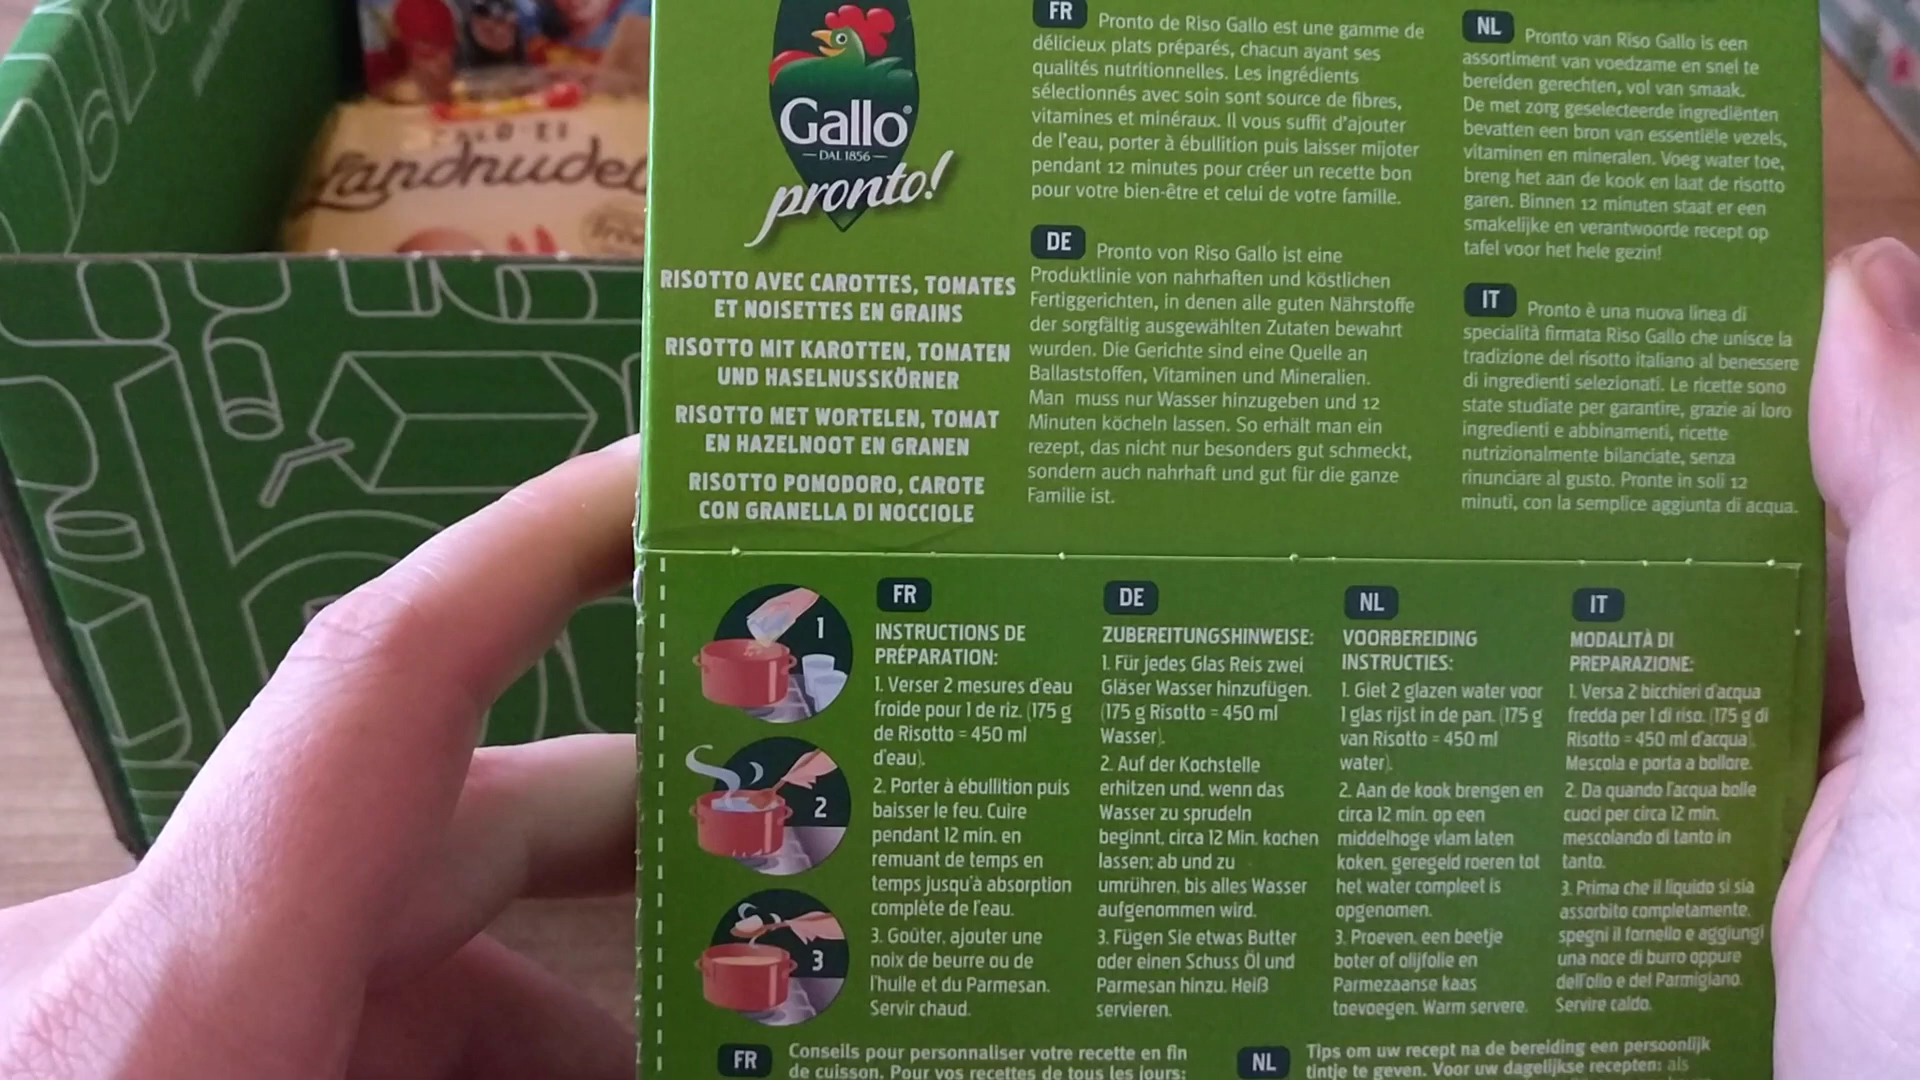 Landnudel
Gallo®
DAL 1856
pronto!
RISOTTO AVEC CAROTTES, TOMATES
ET NOISETTES EN GRAINS
RISOTTO MIT KAROTTEN, TOMATEN
UND HASELNUSSKÖRNER
RISOTTO MET WORTELEN, TOMAT
EN HAZELNOOT EN GRANEN
RISOTTO POMODORO, CAROTE
CON GRANELLA DI NOCCIOLE
FR Pronto de Riso Gallo est une gamme de
délicieux plats préparés, chacun ayant ses
qualités nutritionnelles. Les ingrédients
sélectionnés avec soin sont source de fibres,
vitamines et minéraux. Il vous suffit d'ajouter
de l'eau, porter à ébullition puis laisser mijoter
pendant 12 minutes pour créer un recette bon
pour votre bien-être et celui de votre famille.
DE Pronto von Riso Gallo ist eine
Produktlinie von nahrhaften und köstlichen
Fertiggerichten, in denen alle guten Nährstoffe
der sorgfältig ausgewählten Zutaten bewahrt
wurden. Die Gerichte sind eine Quelle an
Ballaststoffen, Vitaminen und Mineralien.
Man muss nur Wasser hinzugeben und 12
Minuten köcheln lassen. So erhält man ein
rezept, das nicht nur besonders gut schmeckt,
sondern auch nahrhaft und gut für die ganze
Familie ist.
NL Pronto van Riso Gallo is een
assortiment van voedzame en snel te
bereiden gerechten, vol van smaak.
De met zorg geselecteerde ingrediënten
bevatten een bron van essentiële vezels,
vitaminen en mineralen. Voeg water toe,
breng het aan de kook en laat de risotto
garen. Binnen 12 minuten staat er een
smakelijke en verantwoorde recept op
tafel voor het hele gezin!
IT Pronto è una nuova linea di
specialità firmata Riso Gallo che unisce la
tradizione del risotto italiano al benessere
di ingredienti selezionati. Le ricette sono
state studiate per garantire, grazie ai loro
ingredienti e abbinamenti, ricette
nutrizionalmente bilanciate, senza
rinunciare al gusto. Pronte in soli 12
minuti, con la semplice aggiunta di acqua.
1
2
3
FR
INSTRUCTIONS DE
PRÉPARATION:
1. Verser 2 mesures d'eau
froide pour 1 de riz. (175 g
de Risotto = 450 ml
d'eau).
2. Porter à ébullition puis
baisser le feu. Cuire
pendant 12 min. en
remuant de temps en
temps jusqu'à absorption
complète de l'eau.
3. Goûter, ajouter une
noix de beurre ou de
l'huile et du Parmesan.
Servir chaud.
DE
ZUBEREITUNGSHINWEISE:
1. Für jedes Glas Reis zwei
Gläser Wasser hinzufügen.
(175 g Risotto = 450 ml
Wasser).
2. Auf der Kochstelle
erhitzen und, wenn das
Wasser zu sprudeln
beginnt, circa 12 Min. kochen
lassen; ab und zu
umrühren, bis alles Wasser
aufgenommen wird.
3. Fügen Sie etwas Butter
oder einen Schuss Öl und
Parmesan hinzu. Heiß
servieren.
NL
VOORBEREIDING
INSTRUCTIES:
1. Giet 2 glazen water voor
1 glas rijst in de pan. (175 g
van Risotto = 450 ml
water).
2. Aan de kook brengen en
circa 12 min. op een
middelhoge vlam laten
koken, geregeld roeren tot
het water compleet is
opgenomen.
3. Proeven, een beetje
boter of olijfolie en
Parmezaanse kaas
toevoegen. Warm servere.
IT
MODALITÀ DI
PREPARAZIONE:
1. Versa 2 bicchieri d'acqua
fredda per 1 di riso. (175 g di
Risotto = 450 ml d'acqua).
Mescola e porta a bollore.
2. Da quando l'acqua bolle
cuoci per circa 12 min.
mescolando di tanto in
tanto.
3. Prima che il liquido si sia
assorbito completamente,
spegni il fornello e aggiungi
una noce di burro oppure
dell'olio e del Parmigiano.
Servire caldo.
FR Conseils pour personnaliser votre recette en fin
de cuisson. Pour vos recettes de tous les jours:
NL Tips om uw recept na de bereiding een persoonlijk
tintje te geven. Voor uw dagelijkse recepten: als